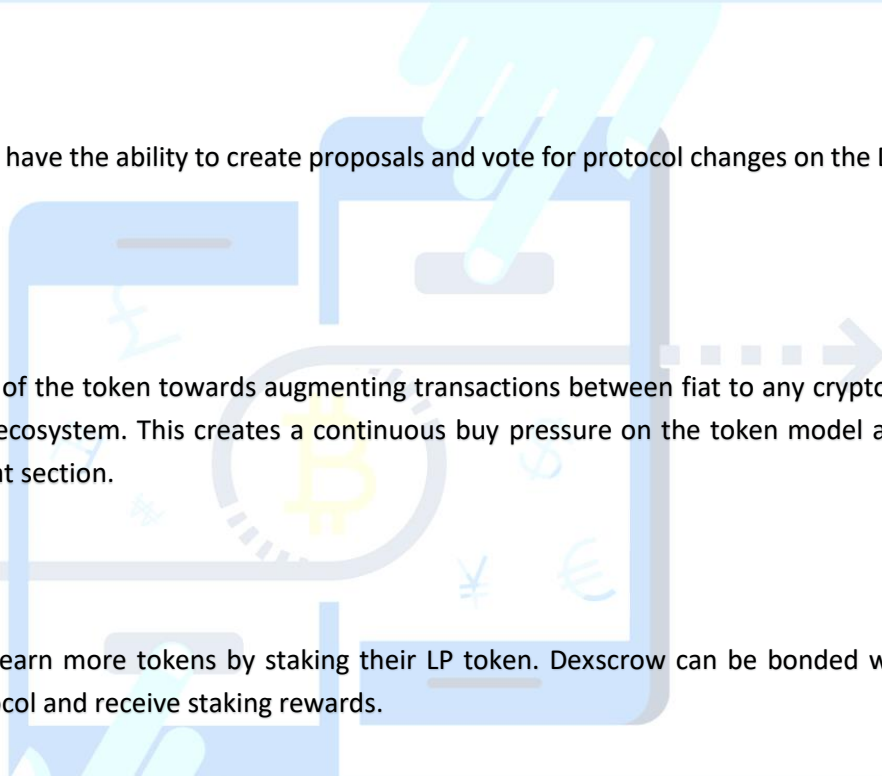 have the ability to create proposals and vote for protocol changes on the
of the token towards augmenting transactions between fiat to any crypto
ecosystem. This creates a continuous buy pressure on the token model a
nt section.
earn more tokens by staking their LP token. Dexscrow can be bonded w
ocol and receive staking rewards.